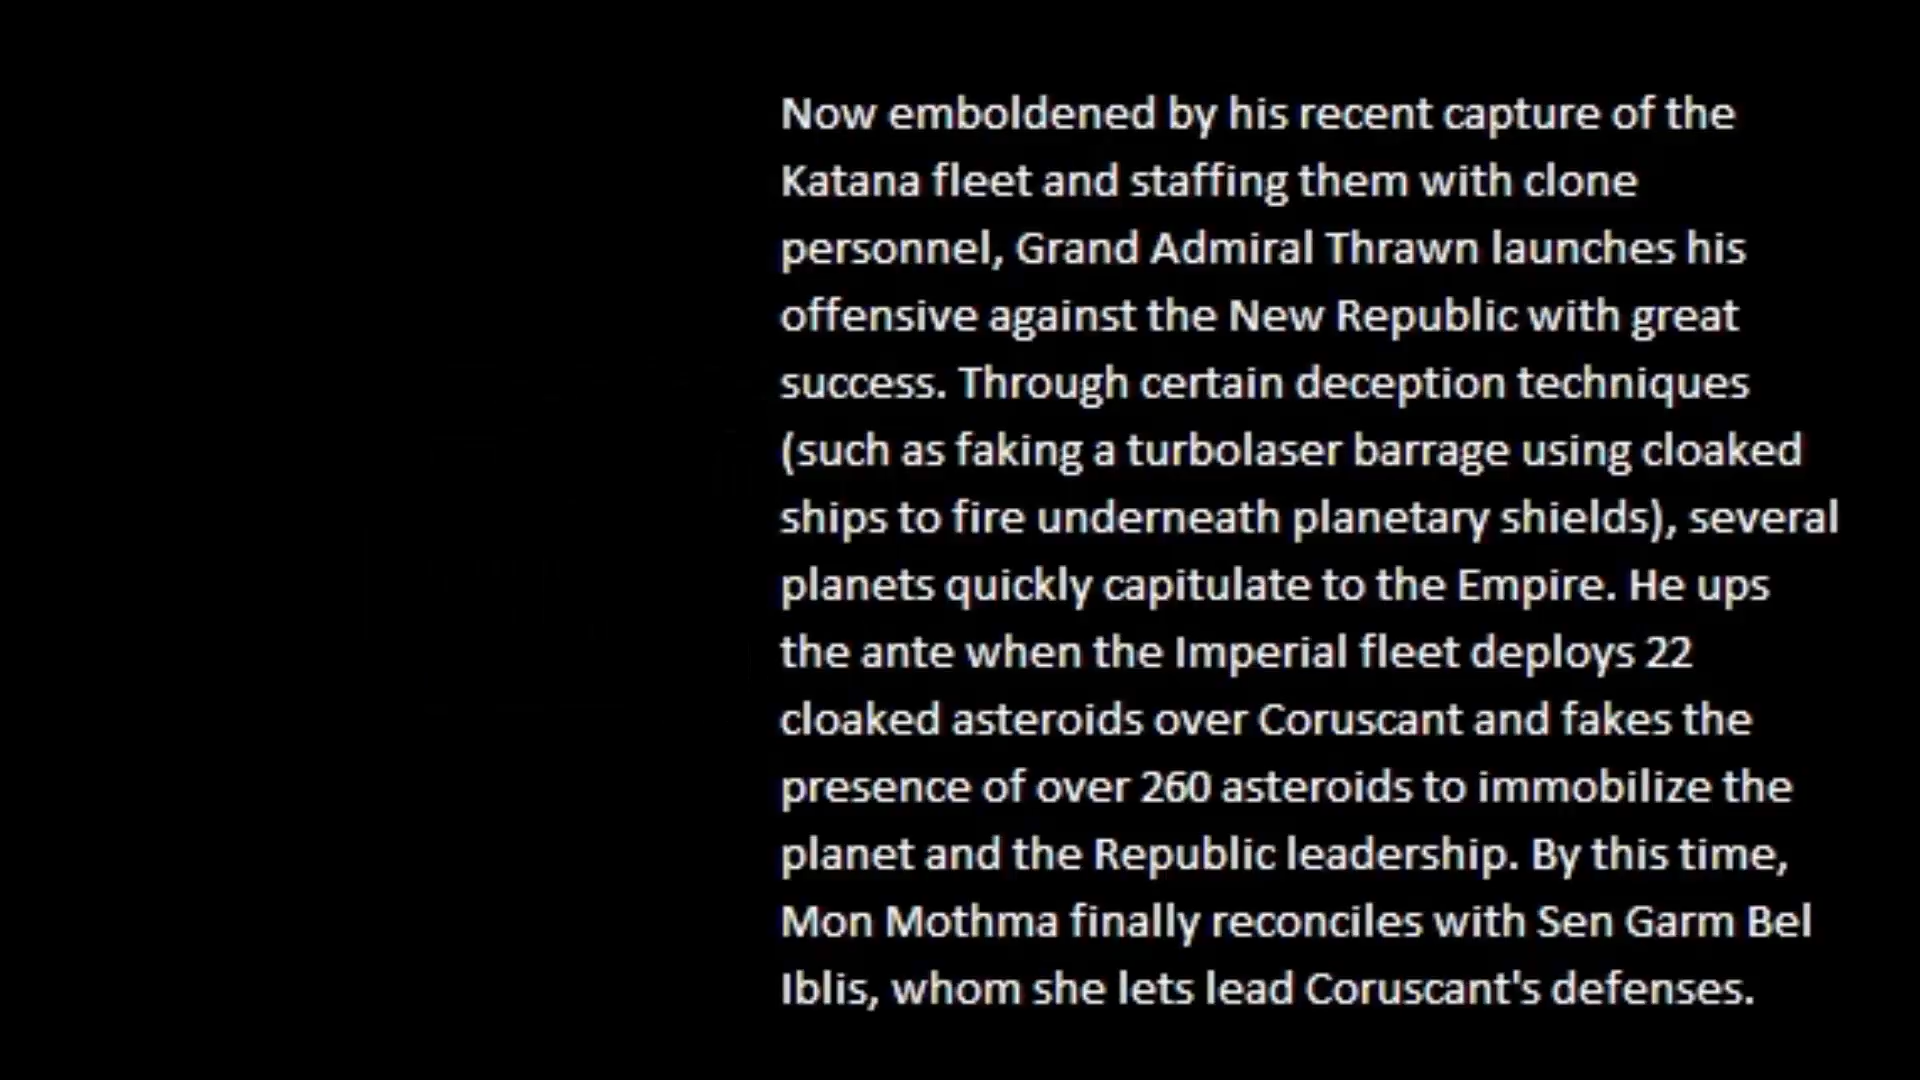 Now emboldened by his recent capture of the
Katana fleet and staffing them with clone
personnel, Grand Admiral Thrawn launches his
offensive against the New Republic with great
success. Through certain deception techniques
(such as faking a turbolaser barrage using cloaked
ships to fire underneath planetary shields), several
planets quickly capitulate to the Empire. He ups
the ante when the Imperial fleet deploys 22
cloaked asteroids over Coruscant and fakes the
presence of over 260 asteroids to immobilize the
planet and the Republic leadership. By this time,
Mon Mothma finally reconciles with Sen Garm Bel
Iblis, whom she lets lead Coruscant's defenses.